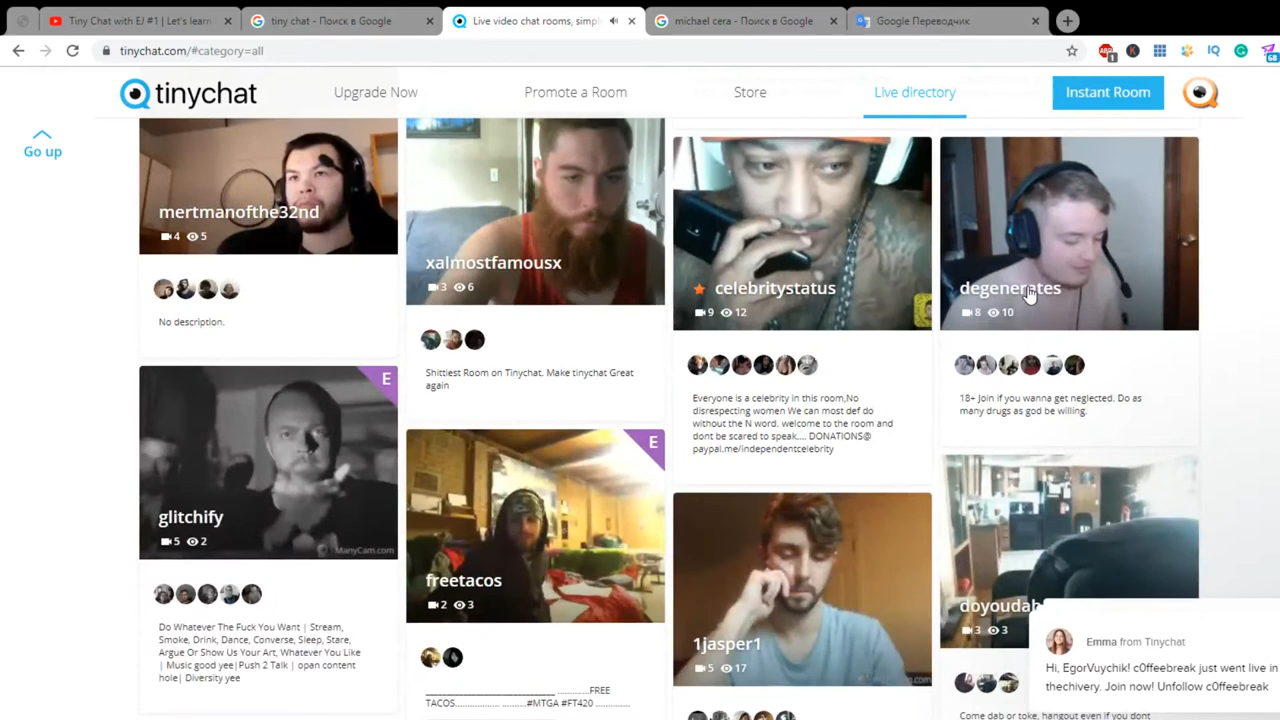 Tiny Chat with EJ #1 | Let's learn
tiny chat - Поиск в Google
Live video chat rooms, simpl
michael cera - Поиск в Google
Google Переводчик
tinychat.com/#category=all
ABP
1
K
IQ
G
68
tinychat
Upgrade Now
Promote a Room
Store
Live directory
Instant Room
Go up
mertmanofthe32nd
4 5
No description.
xalmostfamousx
3 6
Shittiest Room on Tinychat. Make tinychat Great
again
celebritystatus
9 12
Everyone is a celebrity in this room,No
disrespecting women We can most def do
without the N word. welcome to the room and
dont be scared to speak.... DONATIONS@
paypal.me/independentcelebrity
degenerates
8 10
18+ Join if you wanna get neglected. Do as
many drugs as god be willing.
E
glitchify
5 2
ManyCam.com
Do Whatever The Fuck You Want | Stream,
Smoke, Drink, Dance, Converse, Sleep, Stare,
Argue Or Show Us Your Art, Whatever You Like
| Music good yee|Push 2 Talk | opan content
hole| Diversity yee
E
freetacos
2 3
FREE
TACOS................ ..........#MTGA #FT420 .............
1jasper1
5 17
ManyCam.com
doyoudab
3 3
Come dab or toke, hangout even if you dont
Emma from Tinychat
Hi, EgorVuychik! c0ffeebreak just went live in
thechivery. Join now! Unfollow c0ffeebreak